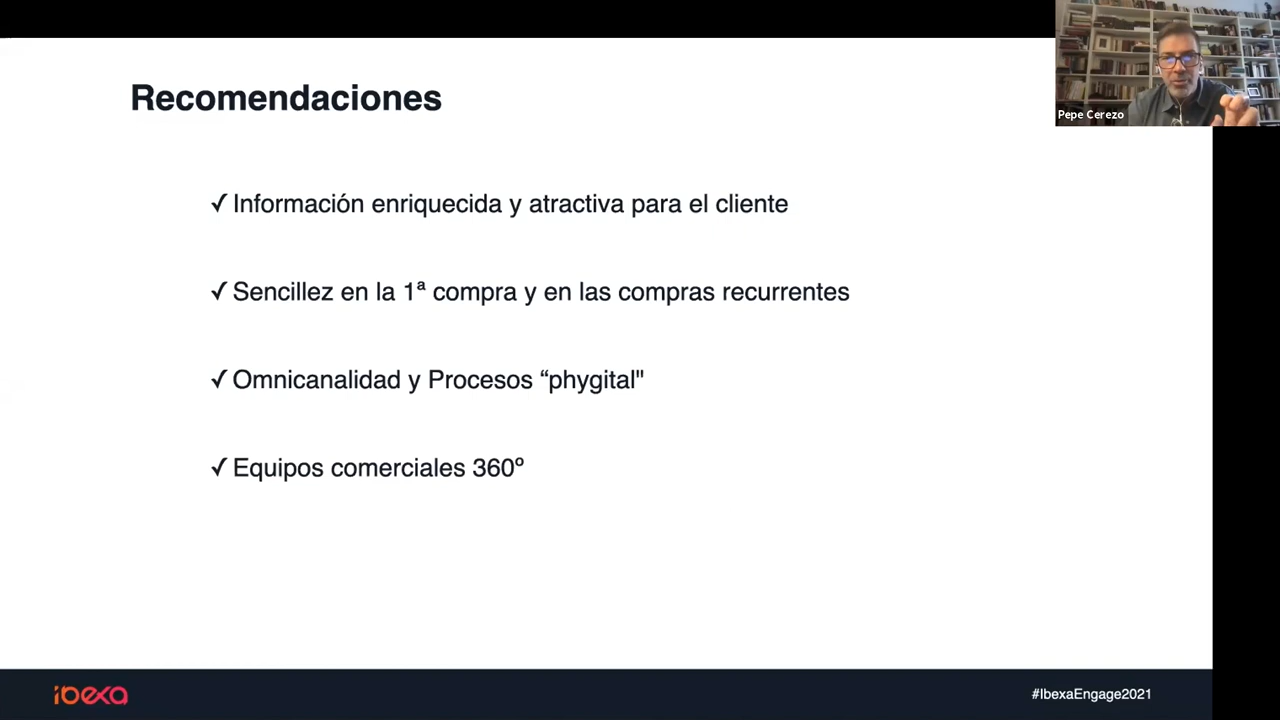 Pepe Cerezo
Recomendaciones
✓ Información enriquecida y atractiva para el cliente
✓ Sencillez en la 1ª compra y en las compras recurrentes
✓ Omnicanalidad y Procesos “phygital"
✓ Equipos comerciales 360º
ibexa
#IbexaEngage2021